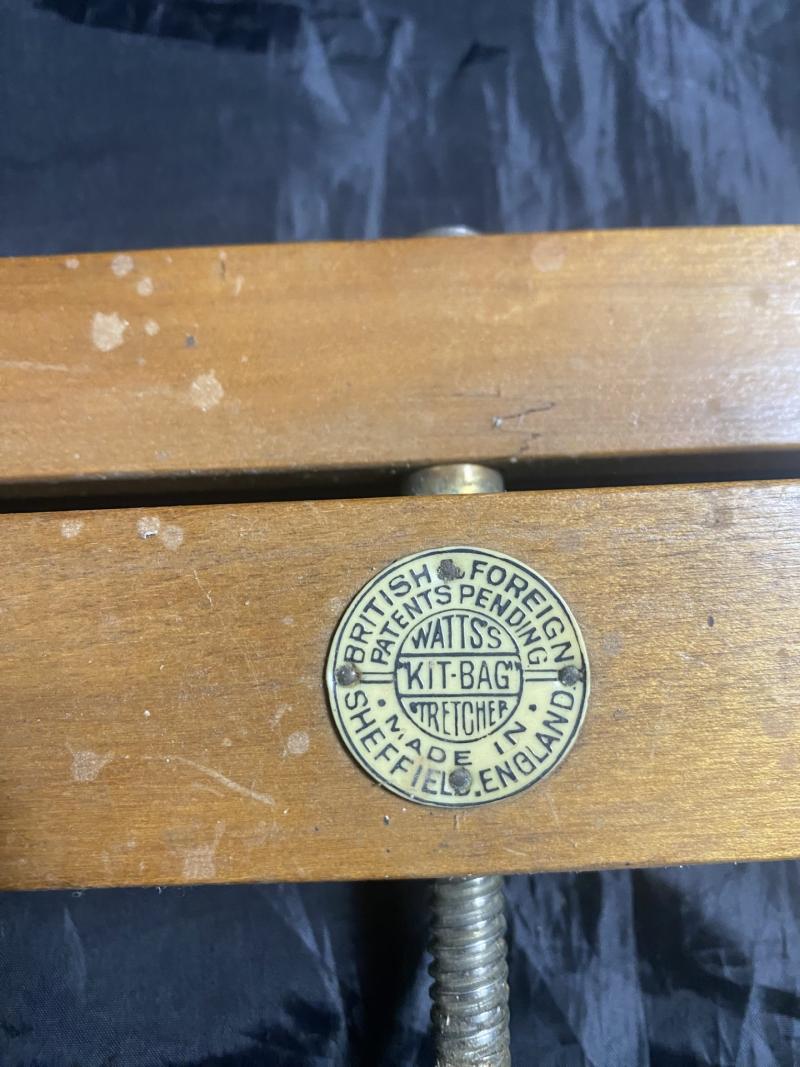 BRITISH & FOREIGN
PATENTS PENDING
WATTS'S
"KIT-BAG"
STRETCHER
MADE IN
SHEFFIELD. ENGLAND.